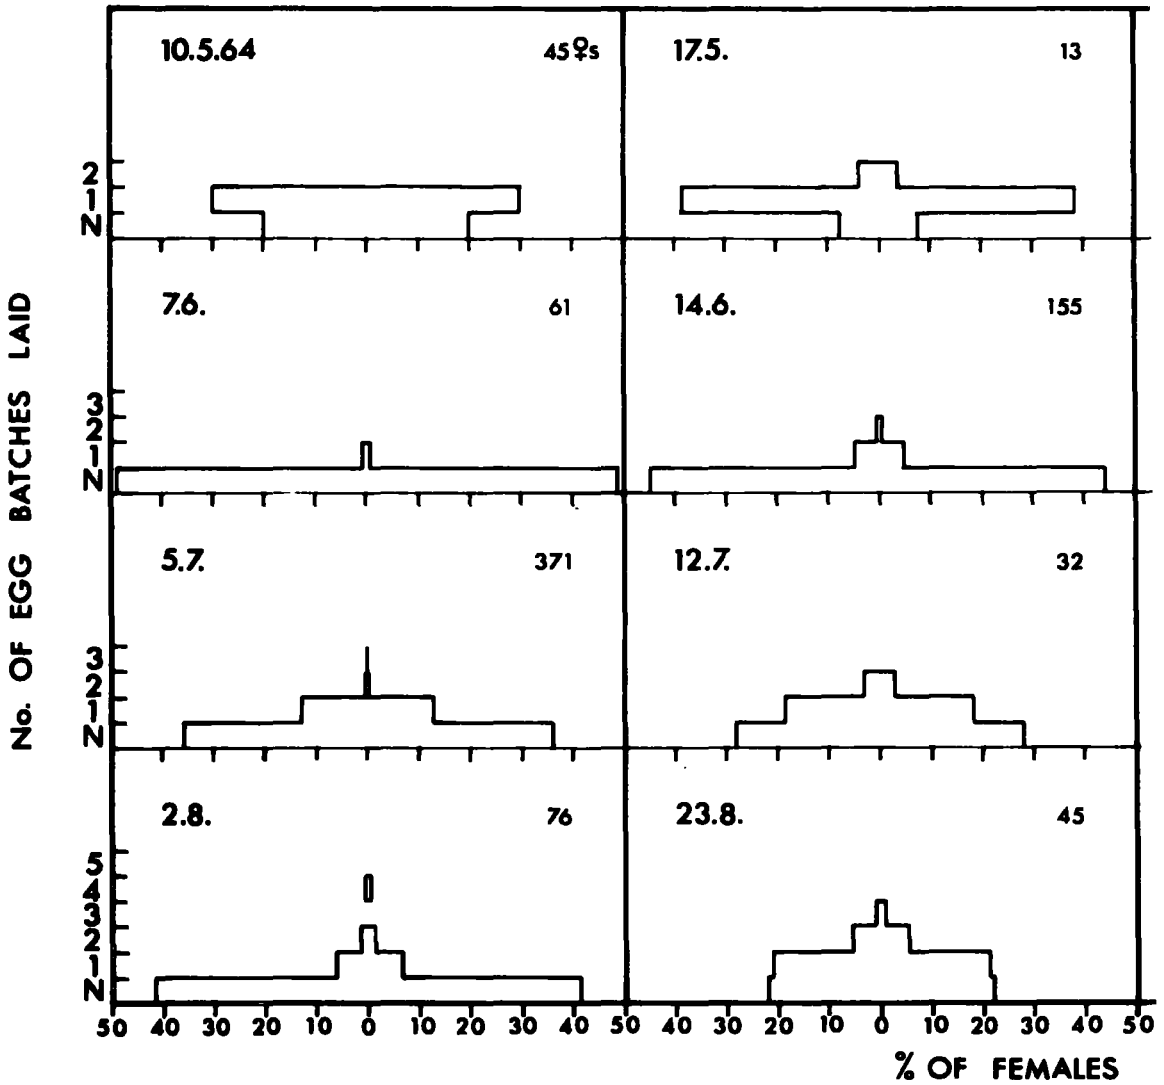 No. OF EGG BATCHES LAID
10.5.64 45♀s
17.5. 13
2
1
N
7.6. 61
14.6. 155
3
2
1
N
5.7. 371
12.7. 32
3
2
1
N
2.8. 76
23.8. 45
5
4
3
2
1
N
50 40 30 20 10 0 10 20 30 40 50 40 30 20 10 0 10 20 30 40 50
% OF FEMALES